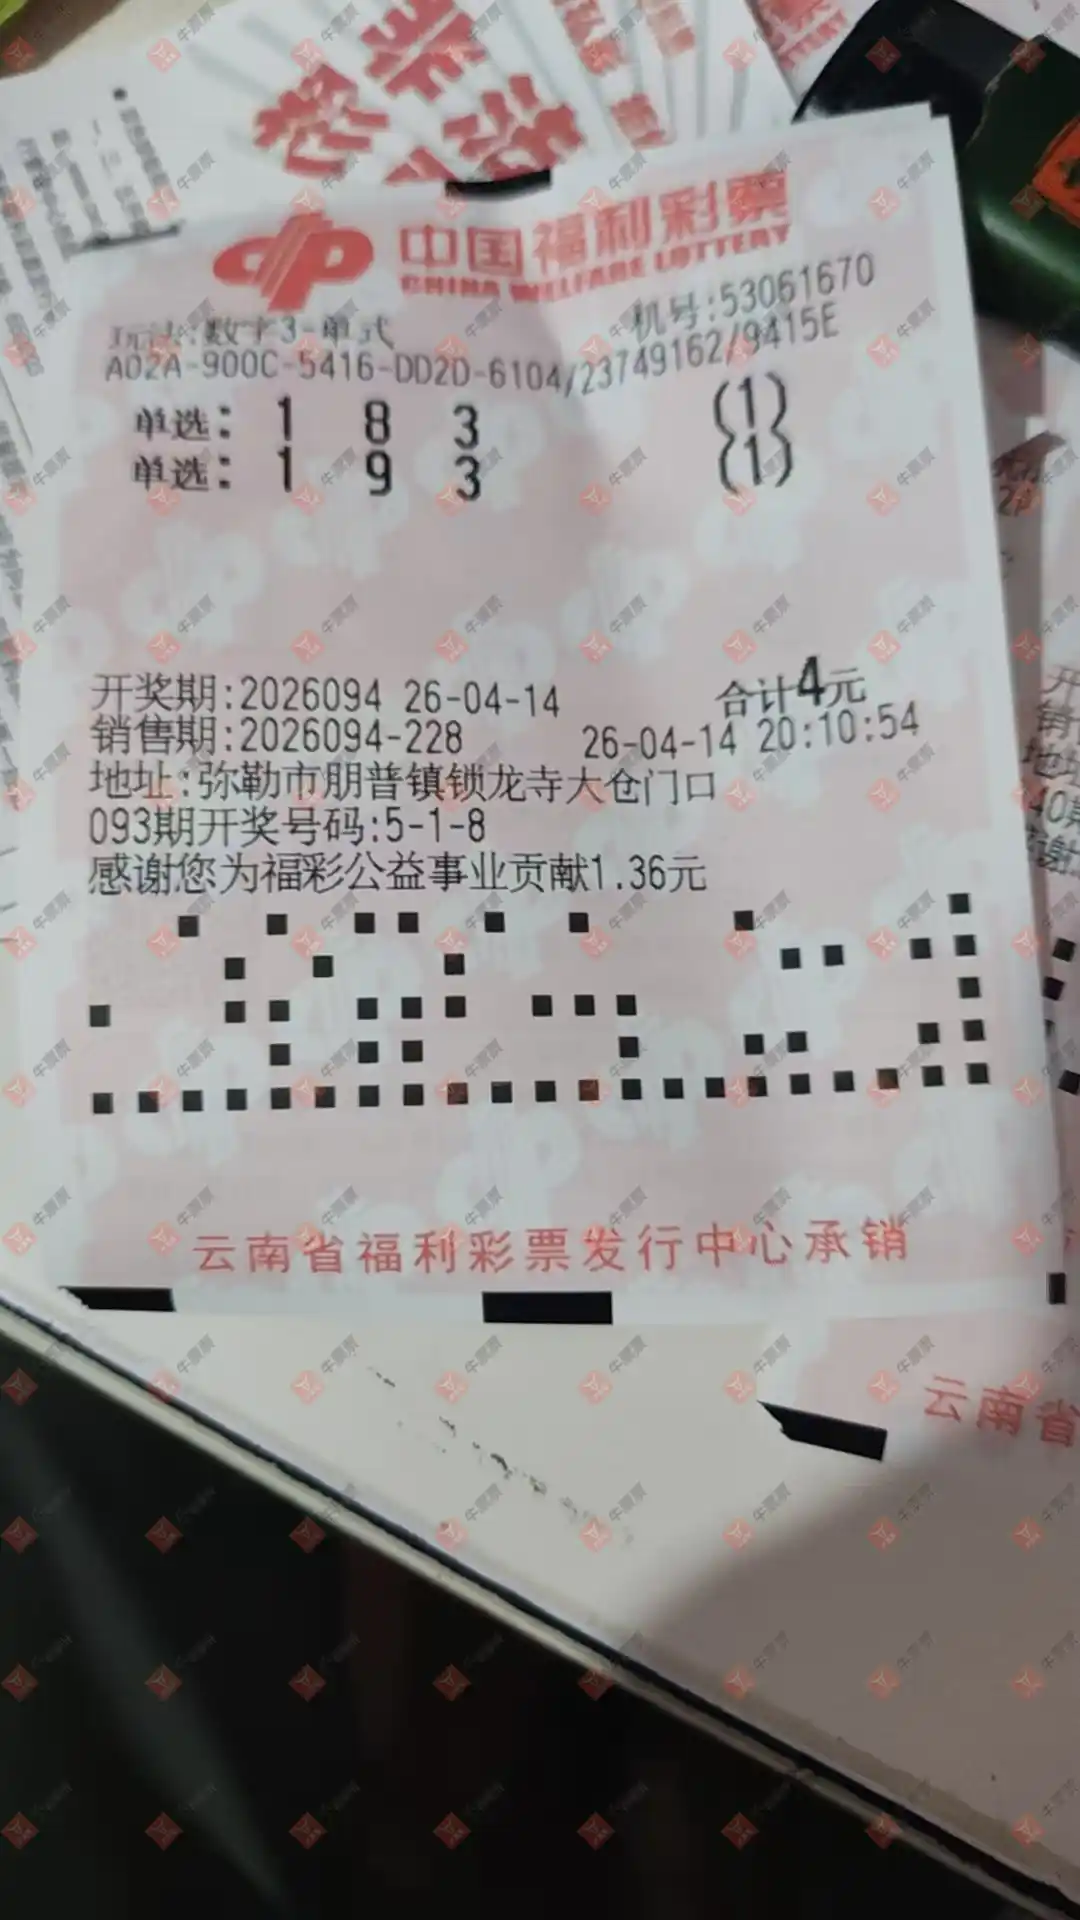 中国福利彩票
CHINA WELFARE LOTTERY
玩法:数字3-单式 机号:53061670
A02A-900C-5416-DD2D-6104/23749162/9415E
单选: 1 8 3 (1)
单选: 1 9 3 (1)
开奖期:2026094 26-04-14 合计4元
销售期:2026094-228 26-04-14 20:10:54
地址:弥勒市朋普镇锁龙寺大仓门口
093期开奖号码:5-1-8
感谢您为福彩公益事业贡献1.36元
云南省福利彩票发行中心承销
云南省
牛票票